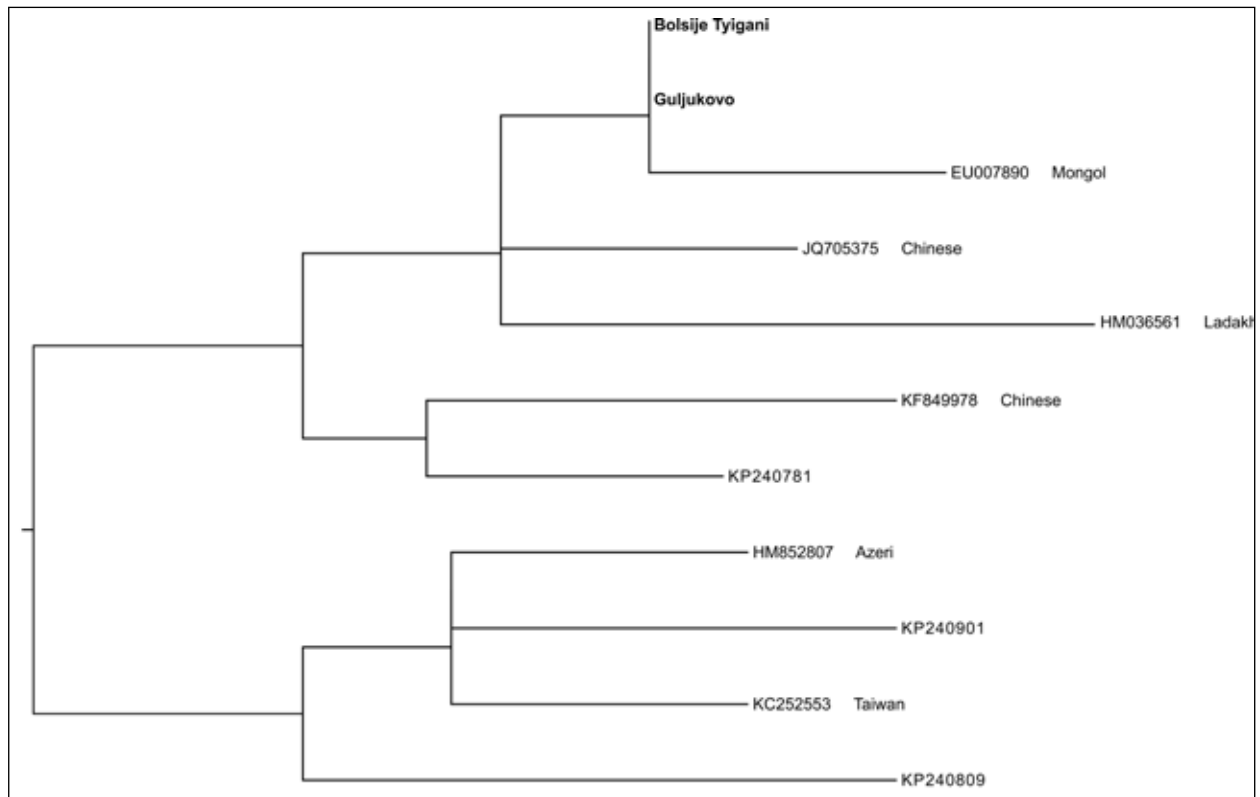 Bolsije Tyigani
Guljukovo
EU007890 Mongol
JQ705375 Chinese
HM036561 Ladakh
KF849978 Chinese
KP240781
HM852807 Azeri
KP240901
KC252553 Taiwan
KP240809